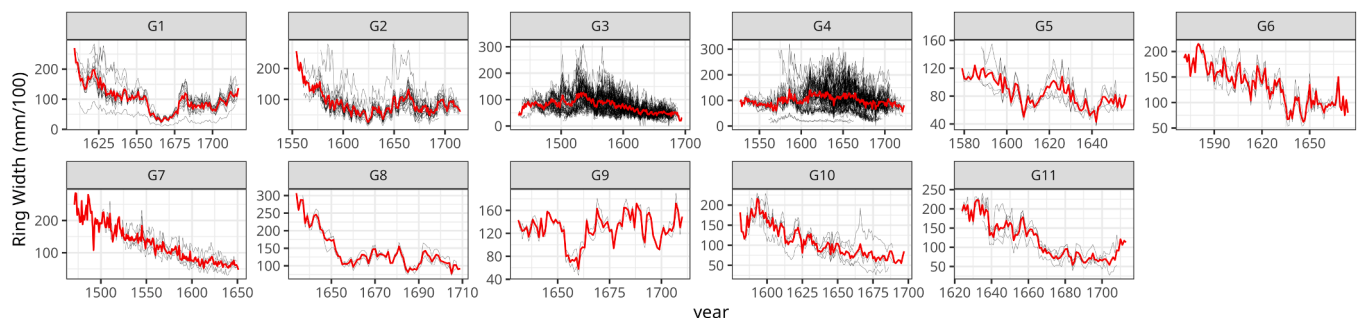 G1 G2 G3 G4 G5 G6
200 100 0
200 100
300 200 100 0
300 200 100 0
160 120 80 40
200 150 100 50
1625 1650 1675 1700
1550 1600 1650 1700
1500 1600 1700
1550 1600 1650 1700
1580 1600 1620 1640
1590 1620 1650
Ring Width (mm/100)
G7 G8 G9 G10 G11
200 100
300 250 200 150 100
160 120 80 40
200 150 100 50
250 200 150 100 50
1500 1550 1600 1650
1650 1670 1690 1710
1650 1675 1700
1600 1625 1650 1675 1700
1620 1640 1660 1680 1700
year